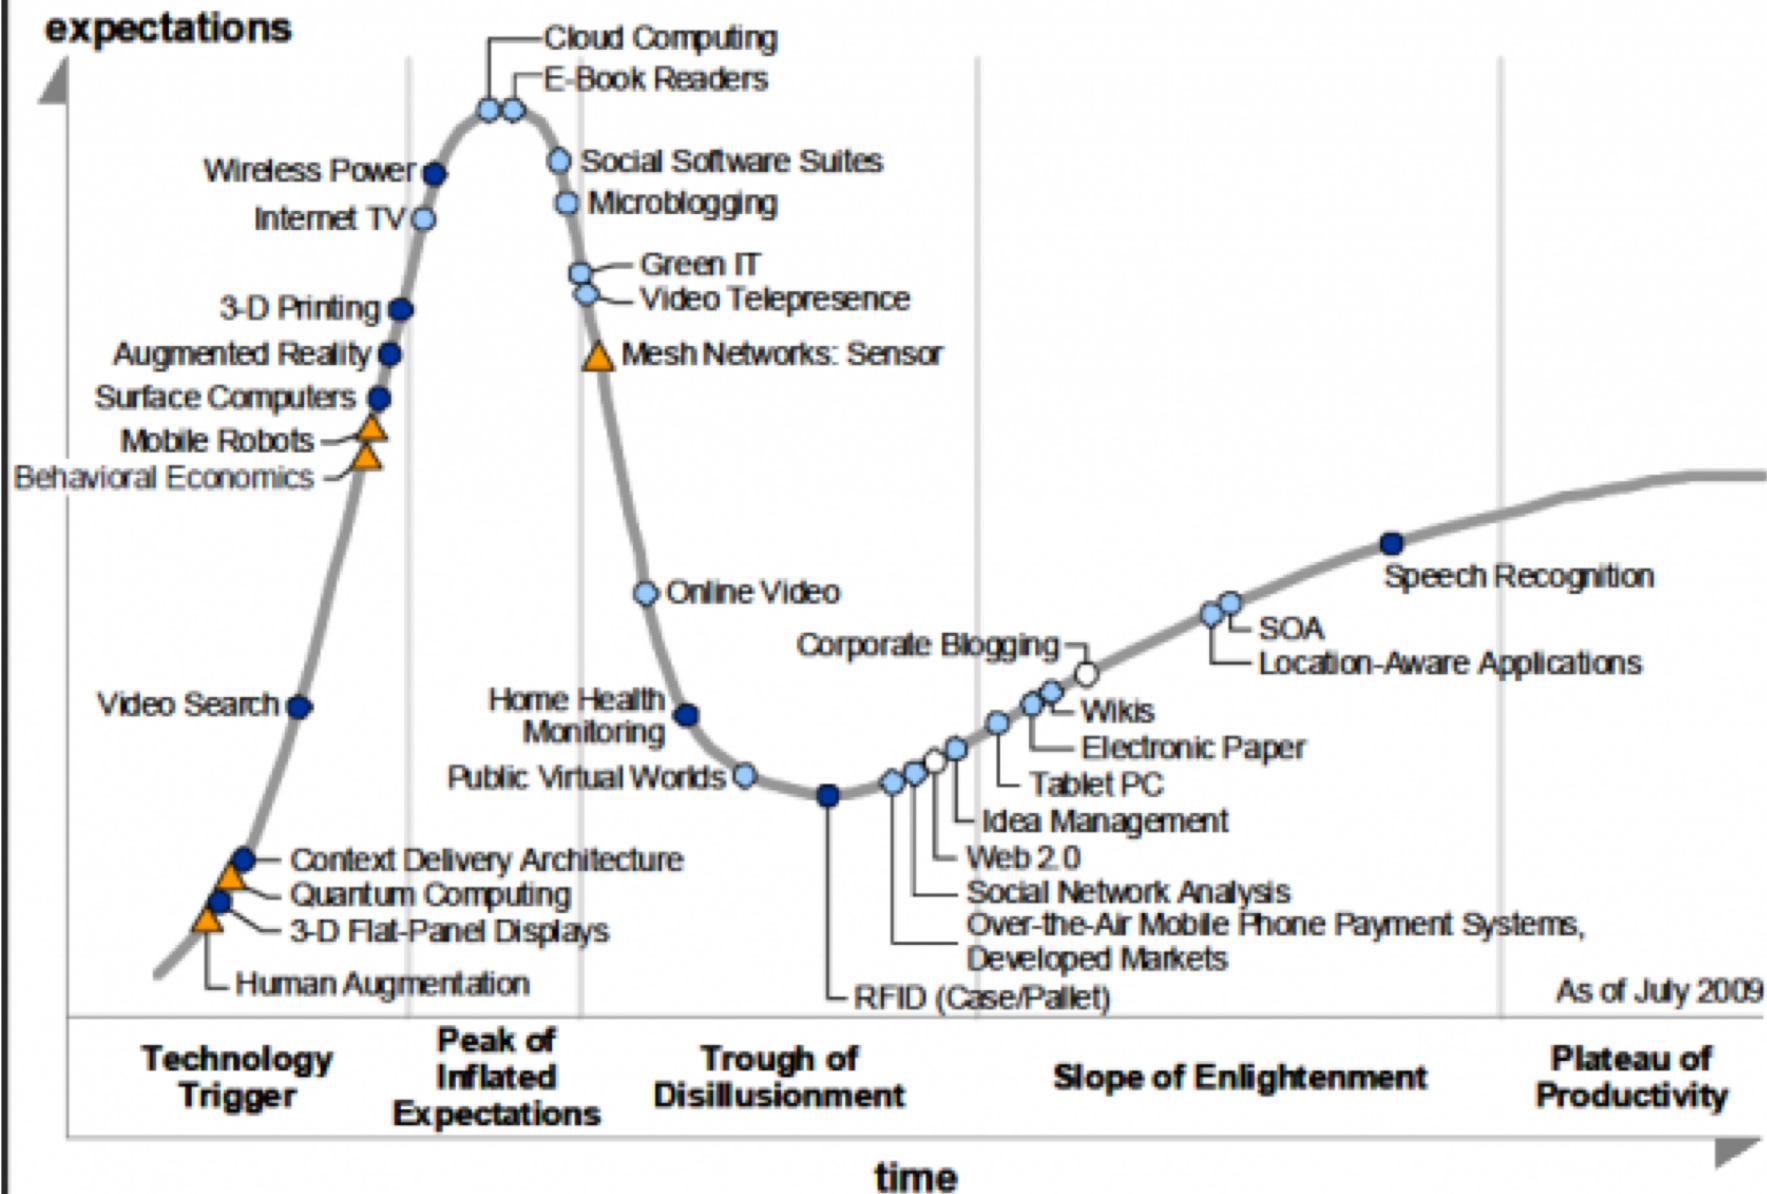 expectations
Cloud Computing
E-Book Readers
Wireless Power
Social Software Suites
Internet TV
Microblogging
Green IT
Video Telepresence
3-D Printing
Augmented Reality
Mesh Networks: Sensor
Surface Computers
Mobile Robots
Behavioral Economics
Online Video
Speech Recognition
SOA
Corporate Blogging
Location-Aware Applications
Video Search
Home Health
Monitoring
Wikis
Electronic Paper
Public Virtual Worlds
Tablet PC
Idea Management
Web 2.0
Context Delivery Architecture
Quantum Computing
Social Network Analysis
3-D Flat-Panel Displays
Over-the-Air Mobile Phone Payment Systems,
Developed Markets
Human Augmentation
RFID (Case/Pallet)
As of July 2009
Technology
Trigger
Peak of
Inflated
Expectations
Trough of
Disillusionment
Slope of Enlightenment
Plateau of
Productivity
time